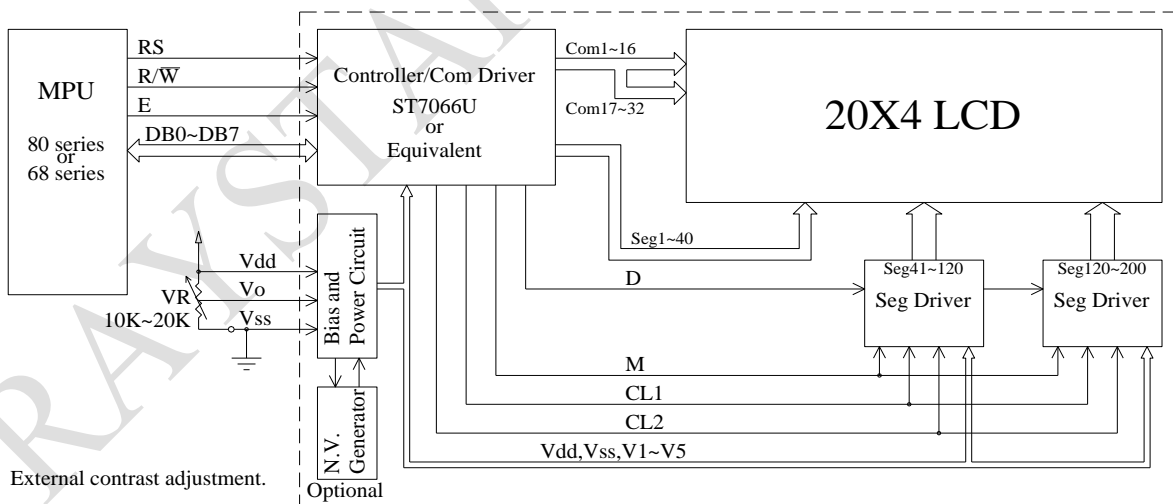 RS
R/W̅
E
DB0~DB7
MPU
80 series
or
68 series
Controller/Com Driver
ST7066U
or
Equivalent
Com1~16
Com17~32
20X4 LCD
Seg1~40
D
Seg41~120
Seg Driver
Seg120~200
Seg Driver
Vdd
Vo
Vss
VR
10K~20K
Bias and
Power Circuit
M
CL1
CL2
Vdd,Vss,V1~V5
N.V.
Generator
Optional
External contrast adjustment.
RAYSTAR